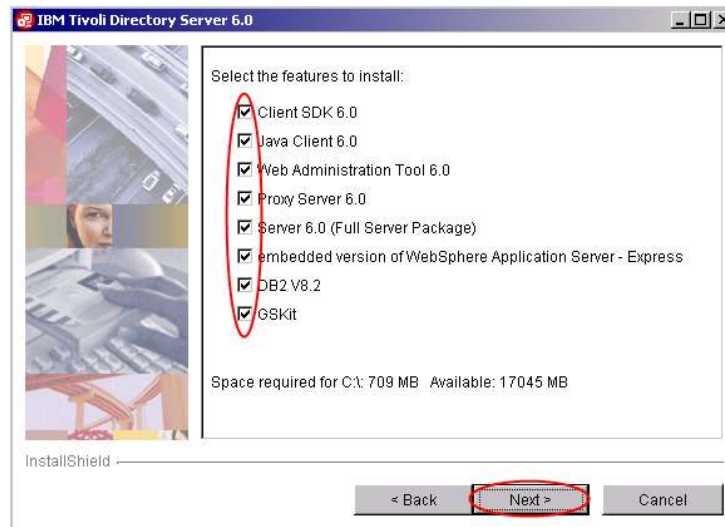 IBM Tivoli Directory Server 6.0
Select the features to install:
Client SDK 6.0
Java Client 6.0
Web Administration Tool 6.0
Proxy Server 6.0
Server 6.0 (Full Server Package)
embedded version of WebSphere Application Server - Express
DB2 V8.2
GSKit
Space required for C:\: 709 MB Available: 17045 MB
InstallShield
< Back Next > Cancel